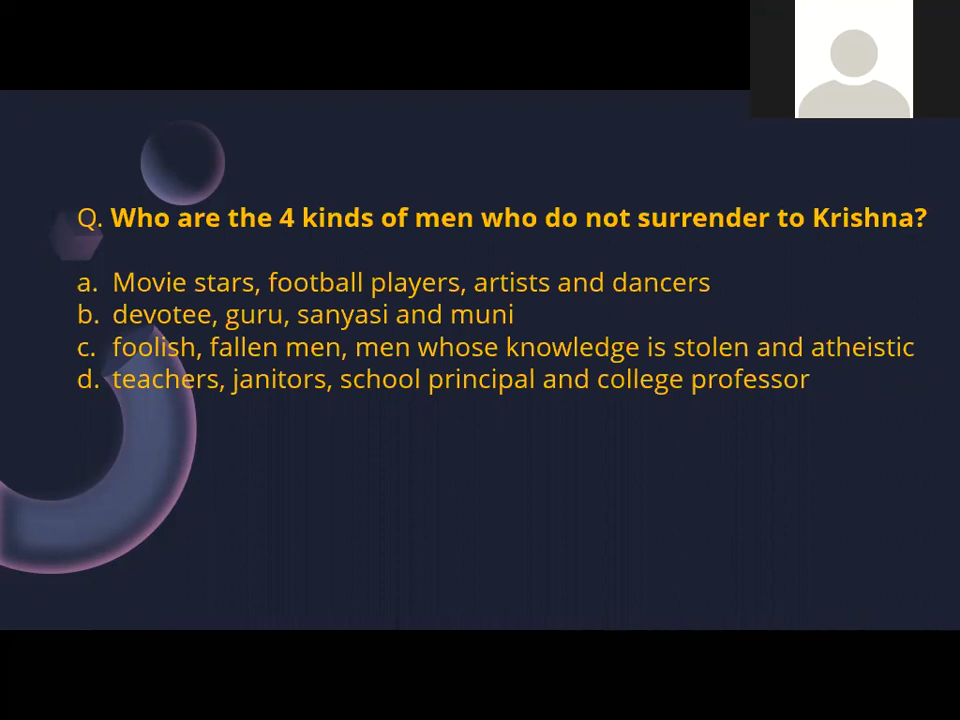 Q. Who are the 4 kinds of men who do not surrender to Krishna?
a. Movie stars, football players, artists and dancers
b. devotee, guru, sanyasi and muni
c. foolish, fallen men, men whose knowledge is stolen and atheistic
d. teachers, janitors, school principal and college professor